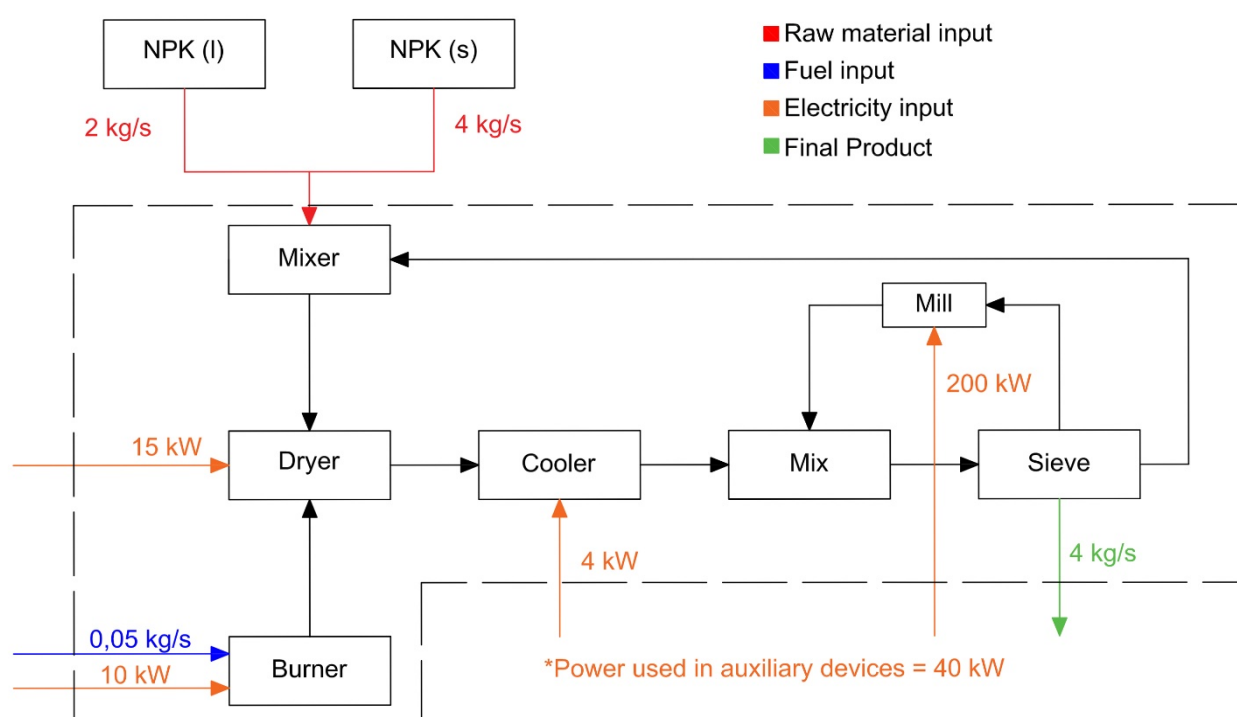 NPK (l)
NPK (s)
Raw material input
Fuel input
Electricity input
Final Product
2 kg/s
4 kg/s
Mixer
Mill
200 kW
15 kW
Dryer
Cooler
Mix
Sieve
4 kW
4 kg/s
0,05 kg/s
10 kW
Burner
*Power used in auxiliary devices = 40 kW